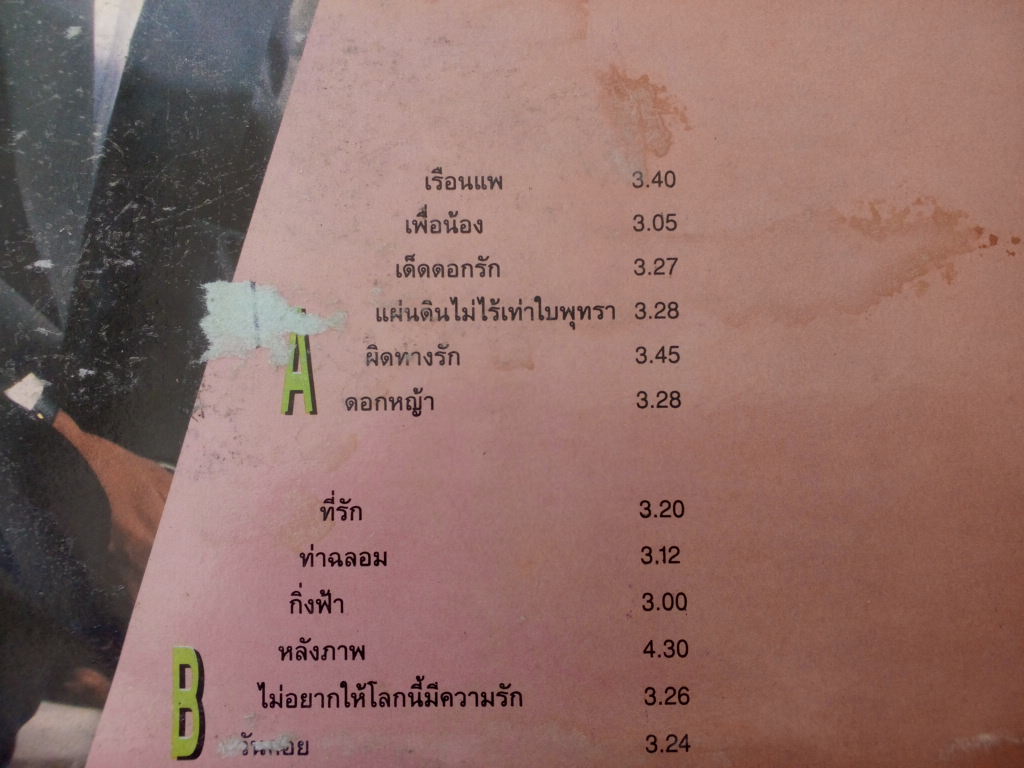 เรือนแพ 3.40
เพื่อน้อง 3.05
เด็ดดอกรัก 3.27
แผ่นดินไม่ไร้เท่าใบพุทรา 3.28
ผิดทางรัก 3.45
A
ดอกหญ้า 3.28
ที่รัก 3.20
ท่าฉลอม 3.12
กิ่งฟ้า 3.00
หลังภาพ 4.30
ไม่อยากให้โลกนี้มีความรัก 3.26
B
3.24